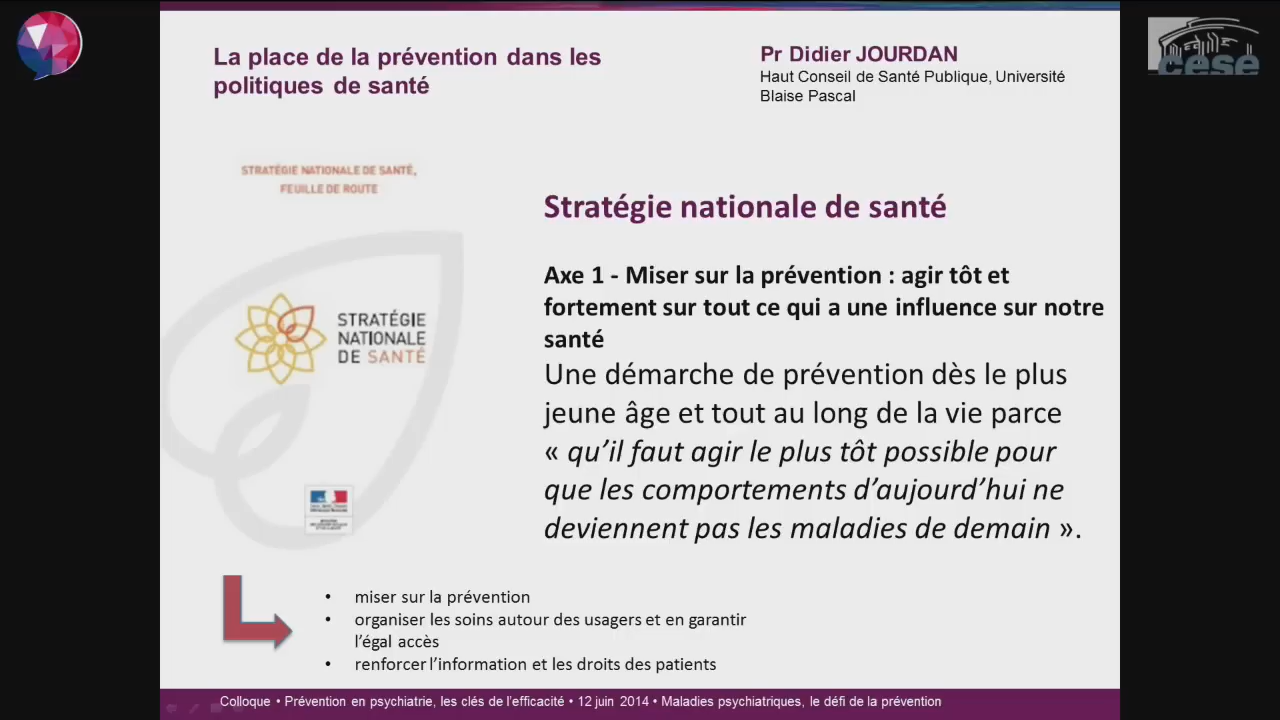 La place de la prévention dans les
politiques de santé
Pr Didier JOURDAN
Haut Conseil de Santé Publique, Université
Blaise Pascal
cese
STRATÉGIE NATIONALE DE SANTÉ,
FEUILLE DE ROUTE
STRATÉGIE
NATIONALE
DE SANTÉ
Stratégie nationale de santé
Axe 1 - Miser sur la prévention : agir tôt et
fortement sur tout ce qui a une influence sur notre
santé
Une démarche de prévention dès le plus
jeune âge et tout au long de la vie parce
« qu’il faut agir le plus tôt possible pour
que les comportements d’aujourd’hui ne
deviennent pas les maladies de demain ».
• miser sur la prévention
• organiser les soins autour des usagers et en garantir
l’égal accès
• renforcer l’information et les droits des patients
Colloque • Prévention en psychiatrie, les clés de l’efficacité • 12 juin 2014 • Maladies psychiatriques, le défi de la prévention